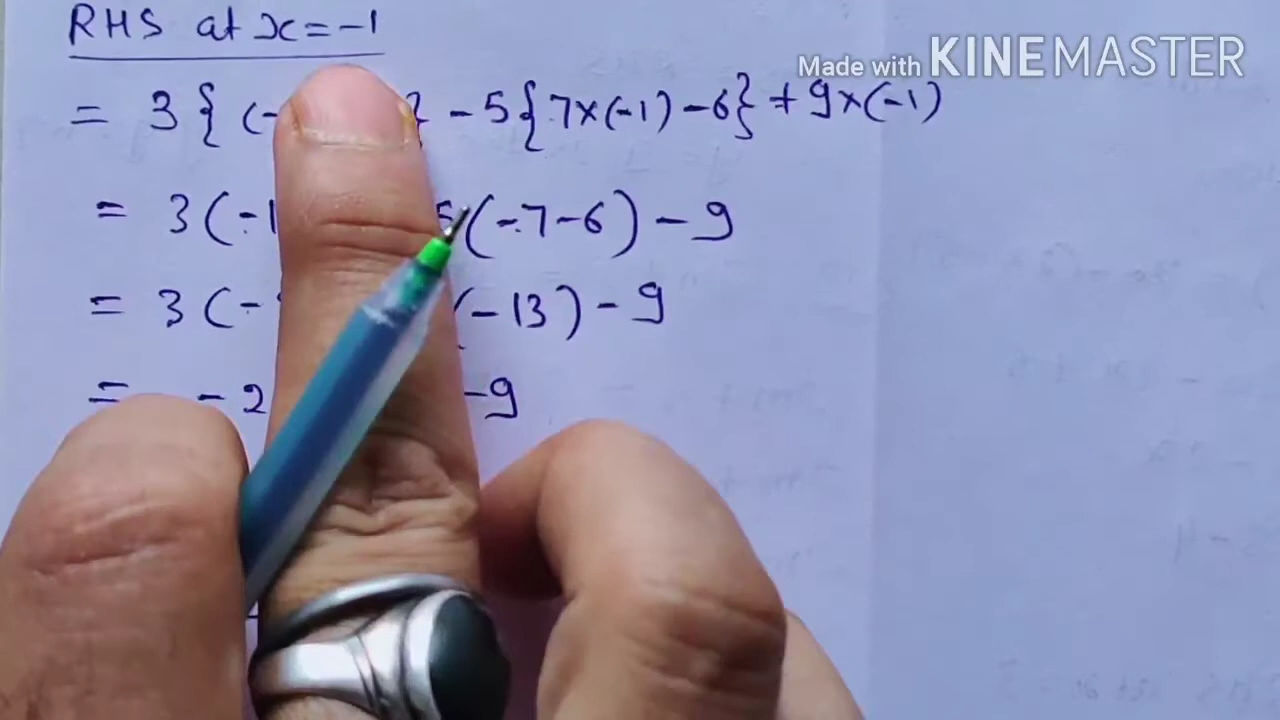 RHS at x=-1
Made with KINEMASTER
= 3{(- } -5{7×(-1)-6} + 9×(-1)
= 3(-1 5(-7-6)-9
= 3(- (-13)-9
= -2 -9